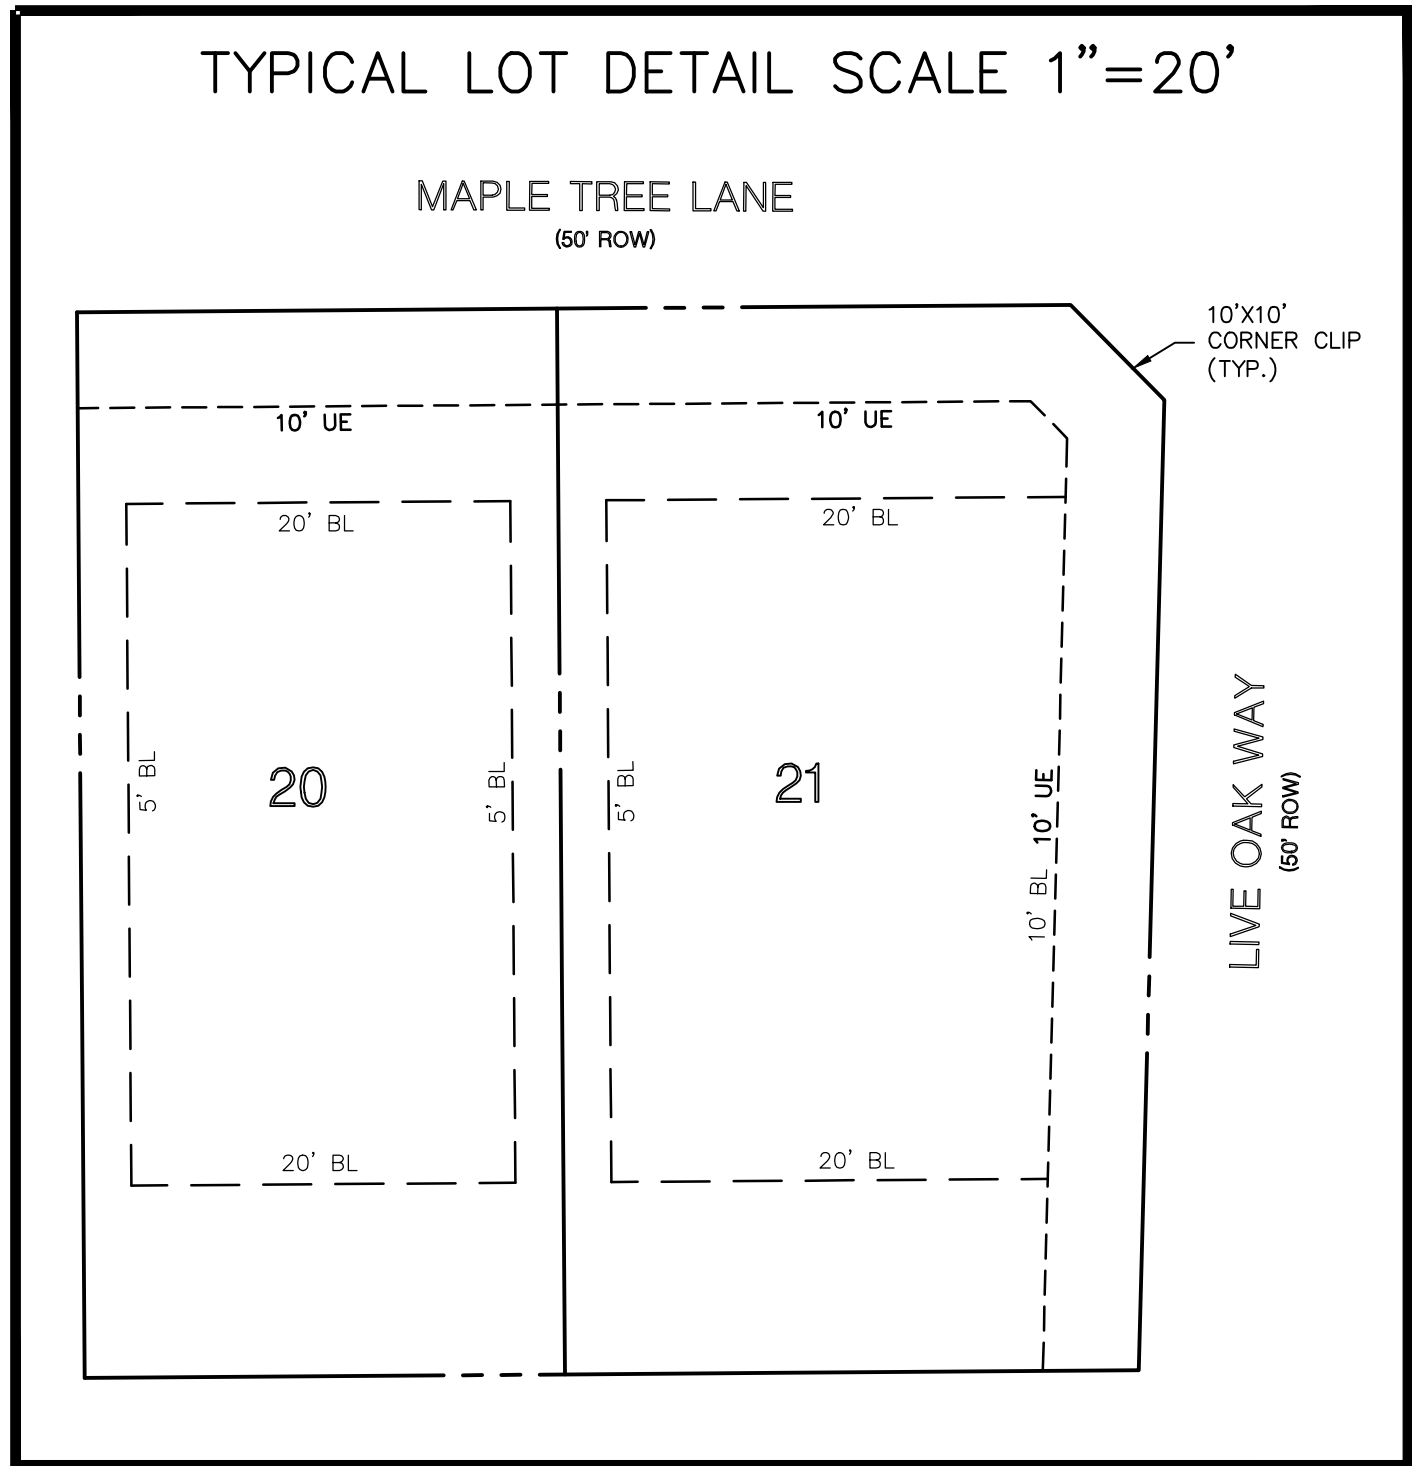 TYPICAL LOT DETAIL SCALE 1"=20'
MAPLE TREE LANE
(50' ROW)
10'X10'
CORNER CLIP
(TYP.)
10' UE
10' UE
20' BL
20' BL
5' BL
20
5' BL
5' BL
21
10' UE
10' BL
LIVE OAK WAY
(50' ROW)
20' BL
20' BL